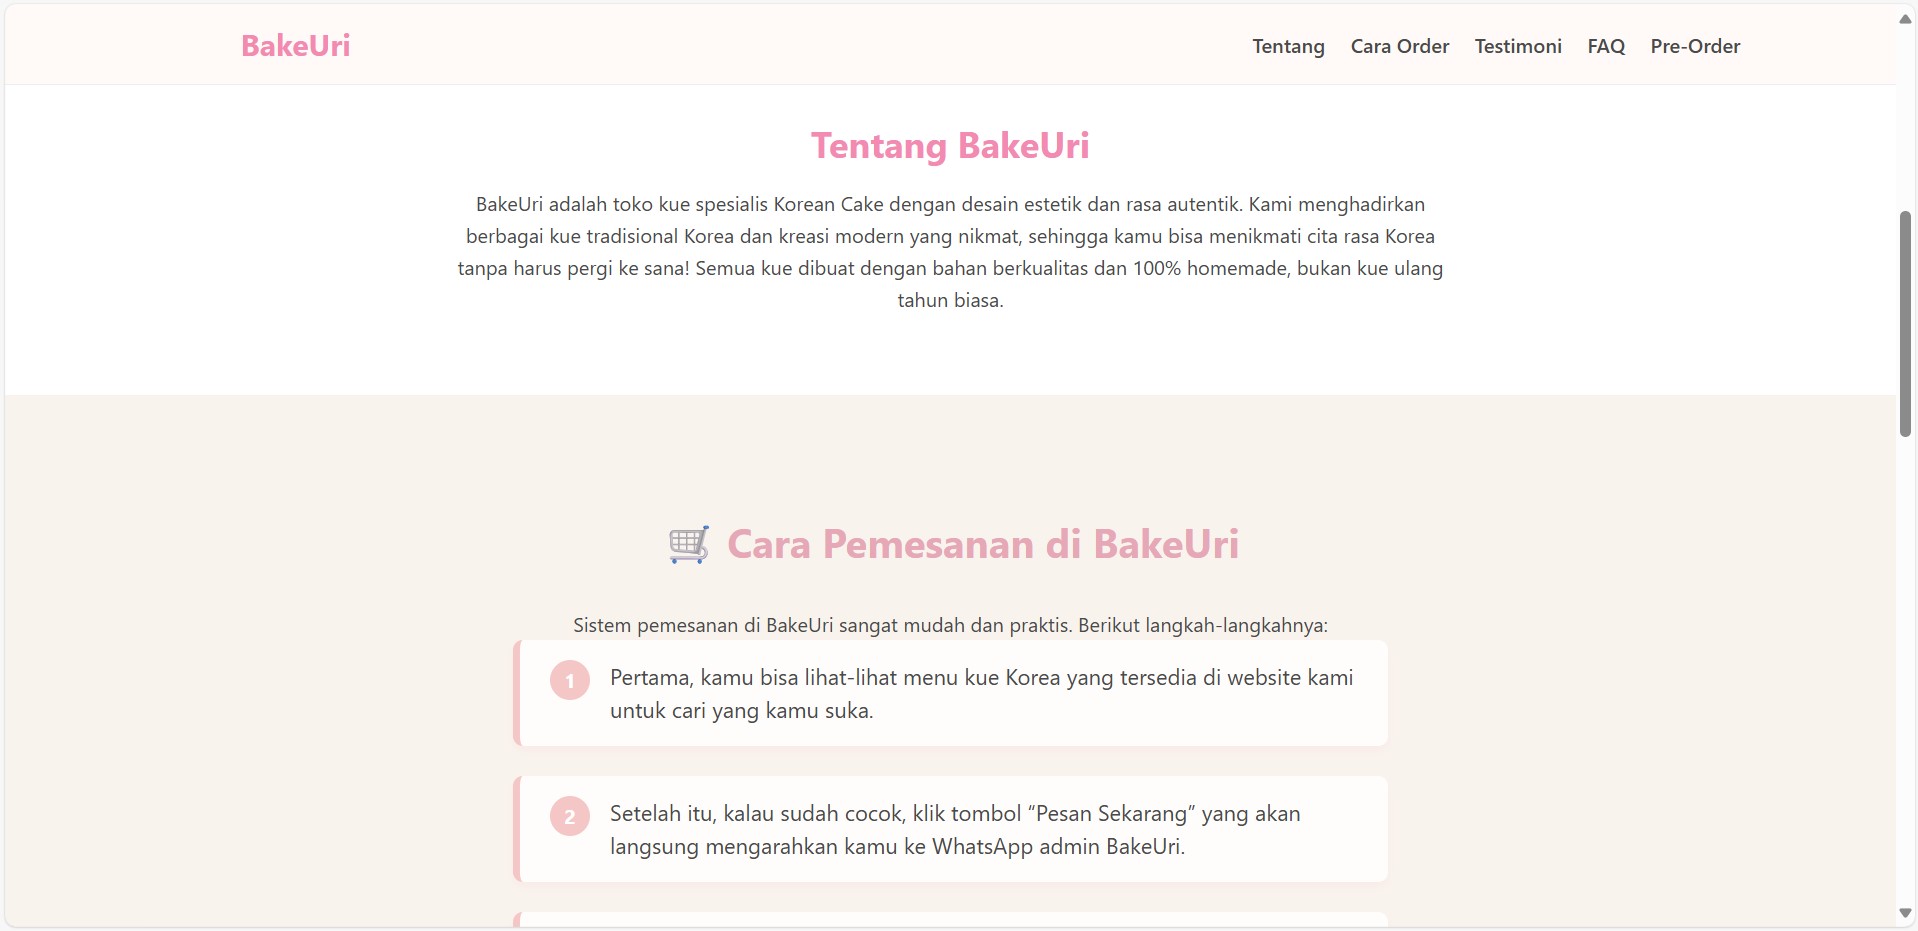 BakeUri
Tentang Cara Order Testimoni FAQ Pre-Order
Tentang BakeUri
BakeUri adalah toko kue spesialis Korean Cake dengan desain estetik dan rasa autentik. Kami menghadirkan
berbagai kue tradisional Korea dan kreasi modern yang nikmat, sehingga kamu bisa menikmati cita rasa Korea
tanpa harus pergi ke sana! Semua kue dibuat dengan bahan berkualitas dan 100% homemade, bukan kue ulang
tahun biasa.
Cara Pemesanan di BakeUri
Sistem pemesanan di BakeUri sangat mudah dan praktis. Berikut langkah-langkahnya:
1
Pertama, kamu bisa lihat-lihat menu kue Korea yang tersedia di website kami
untuk cari yang kamu suka.
2
Setelah itu, kalau sudah cocok, klik tombol “Pesan Sekarang” yang akan
langsung mengarahkan kamu ke WhatsApp admin BakeUri.